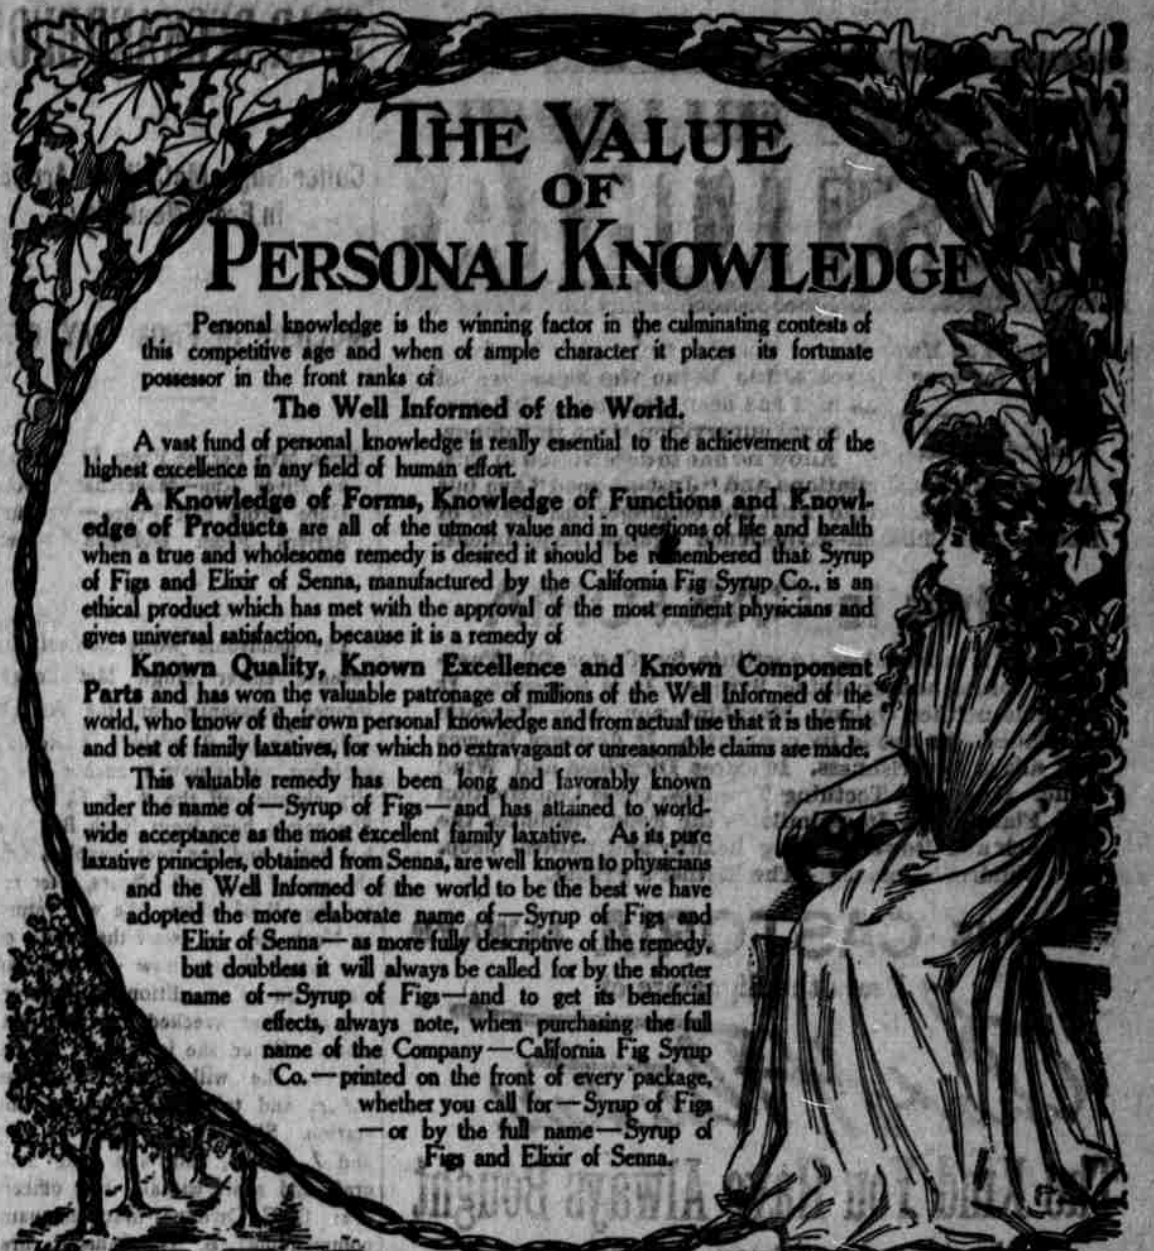 THE VALUE
OF
PERSONAL KNOWLEDGE
Personal knowledge is the winning factor in the culminating contests of
this competitive age and when of ample character it places its fortunate
possessor in the front ranks of
The Well Informed of the World.
A vast fund of personal knowledge is really essential to the achievement of the
highest excellence in any field of human effort.
A Knowledge of Forms, Knowledge of Functions and Knowl-
edge of Products are all of the utmost value and in questions of life and health
when a true and wholesome remedy is desired it should be remembered that Syrup
of Figs and Elixir of Senna, manufactured by the California Fig Syrup Co., is an
ethical product which has met with the approval of the most eminent physicians and
gives universal satisfaction, because it is a remedy of
Known Quality, Known Excellence and Known Component
Parts and has won the valuable patronage of millions of the Well Informed of the
world, who know of their own personal knowledge and from actual use that it is the first
and best of family laxatives, for which no extravagant or unreasonable claims are made.
This valuable remedy has been long and favorably known
under the name of—Syrup of Figs—and has attained to world-
wide acceptance as the most excellent family laxative. As its pure
laxative principles, obtained from Senna, are well known to physicians
and the Well Informed of the world to be the best we have
adopted the more elaborate name of—Syrup of Figs and
Elixir of Senna—as more fully descriptive of the remedy,
but doubtless it will always be called for by the shorter
name of—Syrup of Figs—and to get its beneficial
effects, always note, when purchasing the full
name of the Company—California Fig Syrup
Co.—printed on the front of every package,
whether you call for—Syrup of Figs
—or by the full name—Syrup of
Figs and Elixir of Senna.